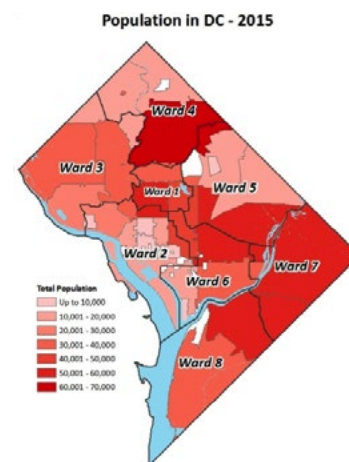 Population in DC - 2015
Ward 4
Ward 3
Ward 1
Ward 5
Ward 2
Ward 6
Ward 7
Ward 8
Total Population
Up to 10,000
10,001 - 20,000
20,001 - 30,000
30,001 - 40,000
40,001 - 50,000
50,001 - 60,000
60,001 - 70,000